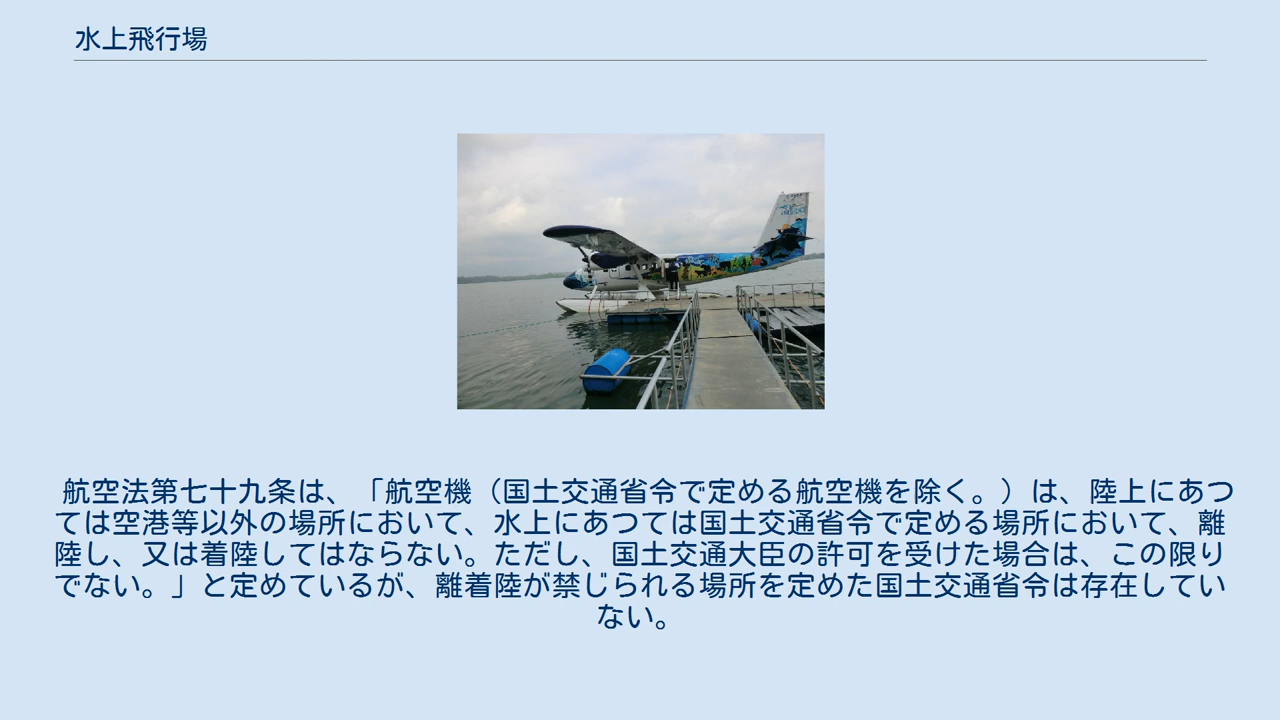 水上飛行場
航空法第七十九条は、「航空機（国土交通省令で定める航空機を除く。）は、陸上にあつ
ては空港等以外の場所において、水上にあつては国土交通省令で定める場所において、離
陸し、又は着陸してはならない。ただし、国土交通大臣の許可を受けた場合は、この限り
でない。」と定めているが、離着陸が禁じられる場所を定めた国土交通省令は存在してい
ない。